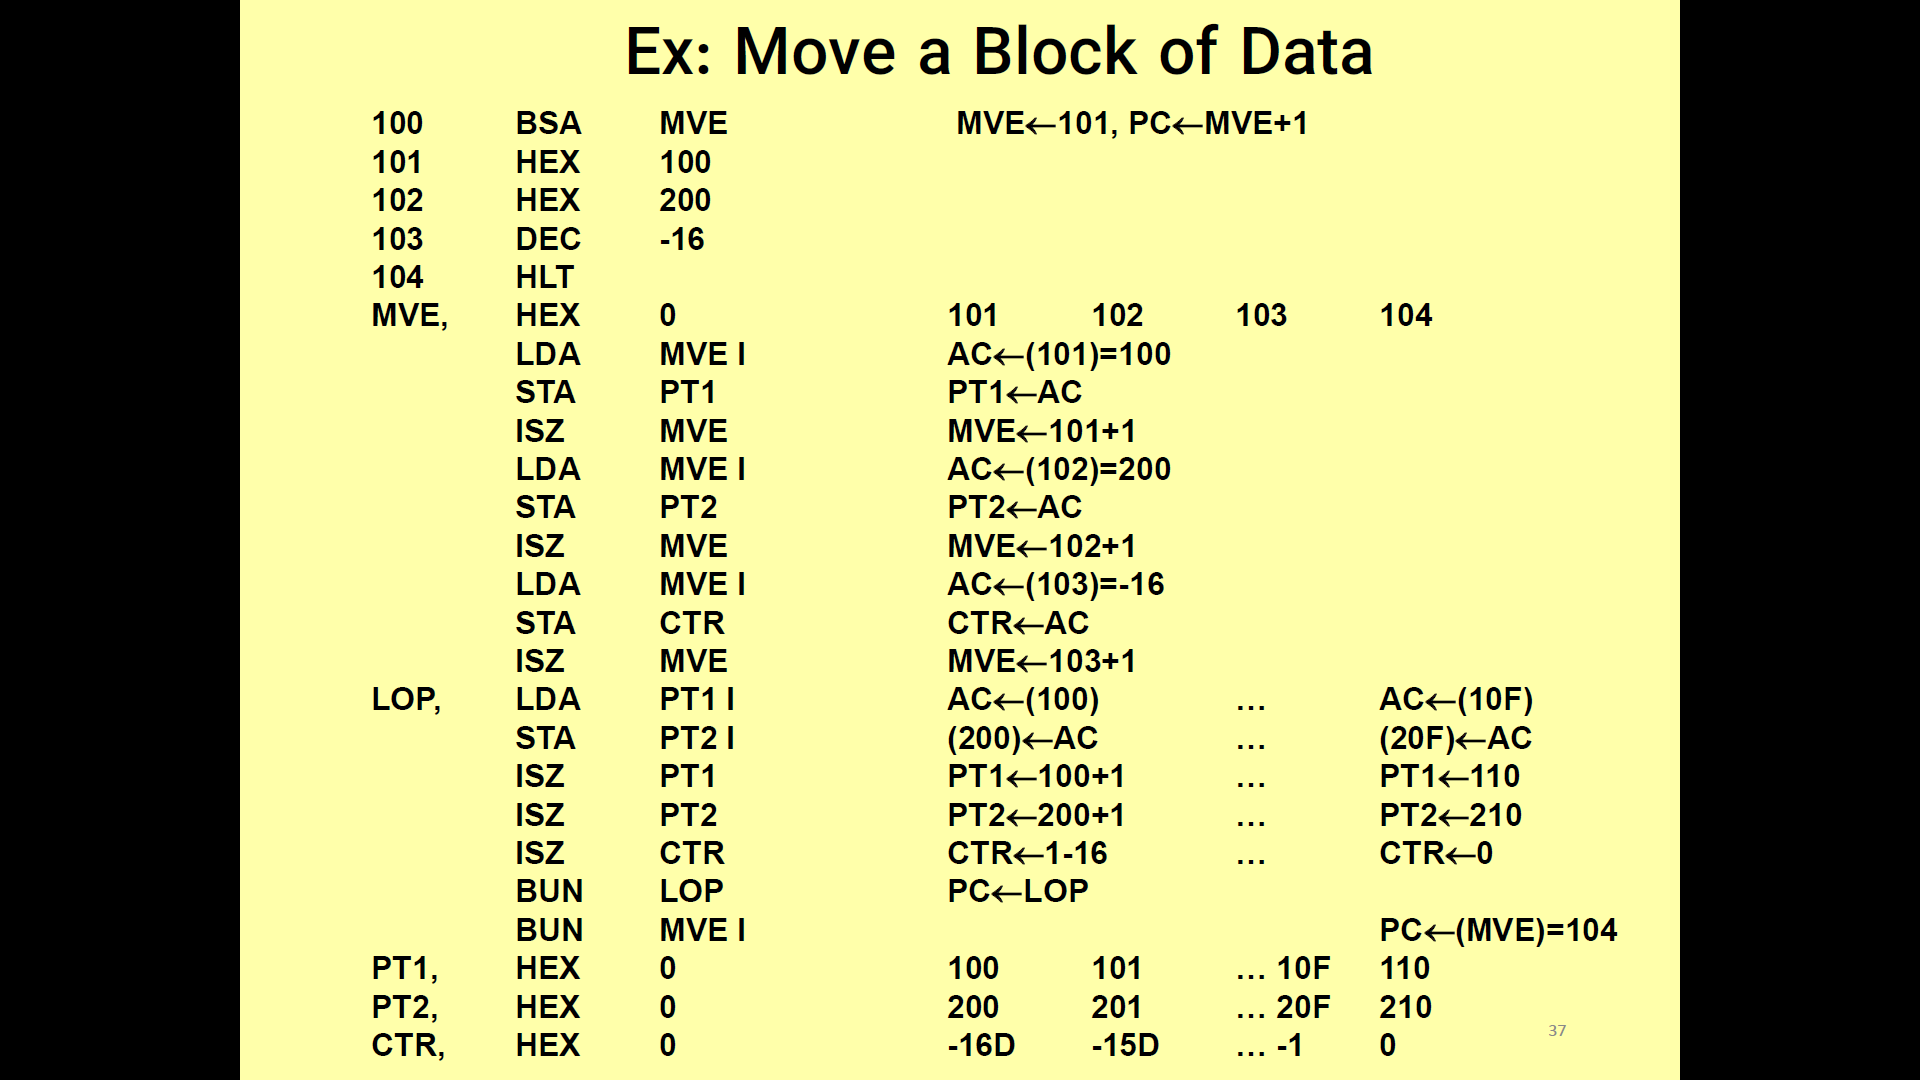 Ex: Move a Block of Data
100 BSA MVE MVE←101, PC←MVE+1
101 HEX 100
102 HEX 200
103 DEC -16
104 HLT
MVE, HEX 0 101 102 103 104
LDA MVE I AC←(101)=100
STA PT1 PT1←AC
ISZ MVE MVE←101+1
LDA MVE I AC←(102)=200
STA PT2 PT2←AC
ISZ MVE MVE←102+1
LDA MVE I AC←(103)=-16
STA CTR CTR←AC
ISZ MVE MVE←103+1
LOP, LDA PT1 I AC←(100) … AC←(10F)
STA PT2 I (200)←AC … (20F)←AC
ISZ PT1 PT1←100+1 … PT1←110
ISZ PT2 PT2←200+1 … PT2←210
ISZ CTR CTR←1-16 … CTR←0
BUN LOP PC←LOP
BUN MVE I PC←(MVE)=104
PT1, HEX 0 100 101 … 10F 110
PT2, HEX 0 200 201 … 20F 210
CTR, HEX 0 -16D -15D … -1 0
37